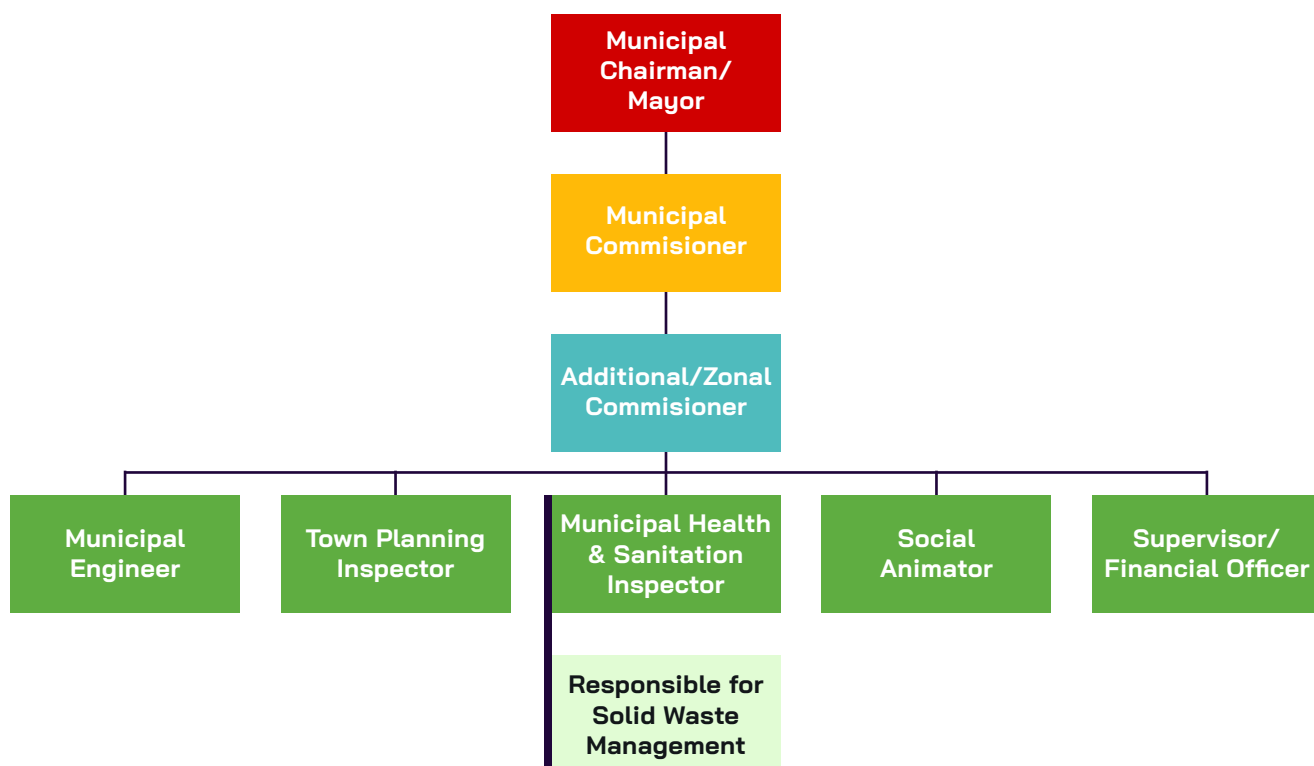 Municipal
Chairman/
Mayor
Municipal
Commisioner
Additional/Zonal
Commisioner
Municipal
Engineer
Town Planning
Inspector
Municipal Health
& Sanitation
Inspector
Social
Animator
Supervisor/
Financial Officer
Responsible for
Solid Waste
Management